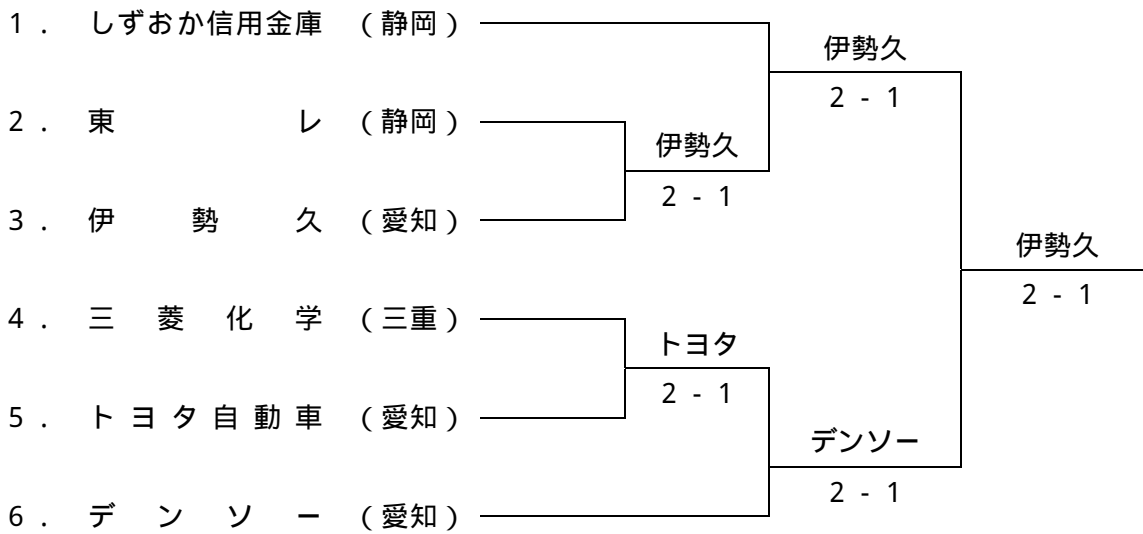 1. しずおか信用金庫 (静岡)
伊勢久
2 - 1
2. 東レ (静岡)
伊勢久
2 - 1
3. 伊勢久 (愛知)
伊勢久
2 - 1
4. 三菱化学 (三重)
トヨタ
2 - 1
5. トヨタ自動車 (愛知)
デンソー
2 - 1
6. デンソー (愛知)